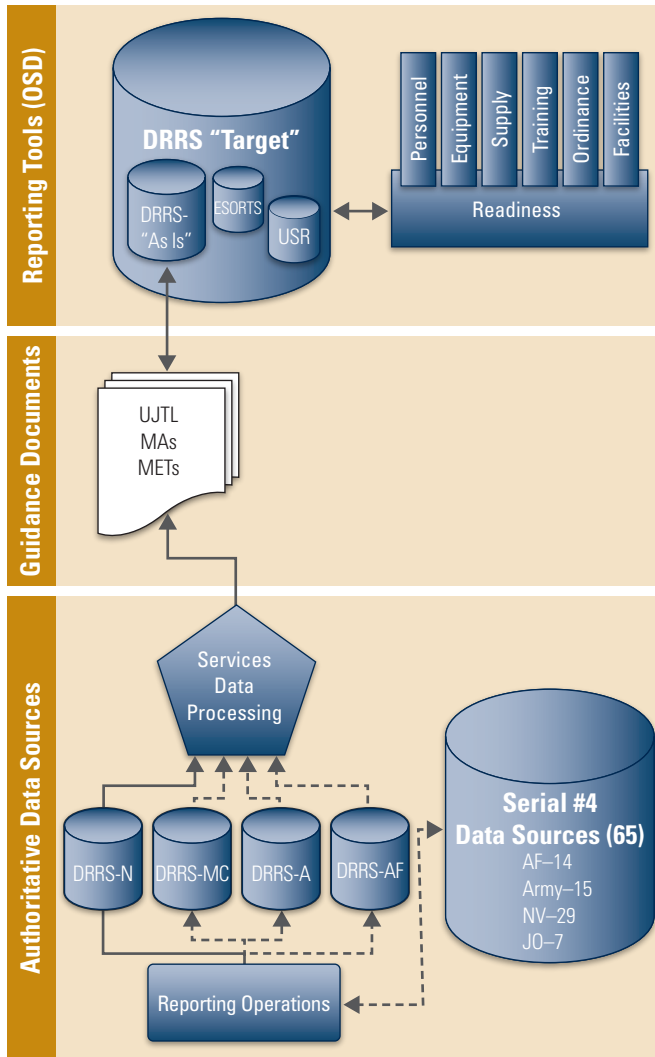 Reporting Tools (OSD)
DRRS "Target"
DRRS-
"As Is"
ESORTS
USR
Personnel
Equipment
Supply
Training
Ordinance
Facilities
Readiness
Guidance Documents
UJTL
MAs
METs
Authoritative Data Sources
Services
Data
Processing
DRRS-N
DRRS-MC
DRRS-A
DRRS-AF
Reporting Operations
Serial #4
Data Sources (65)
AF–14
Army–15
NV–29
JO–7